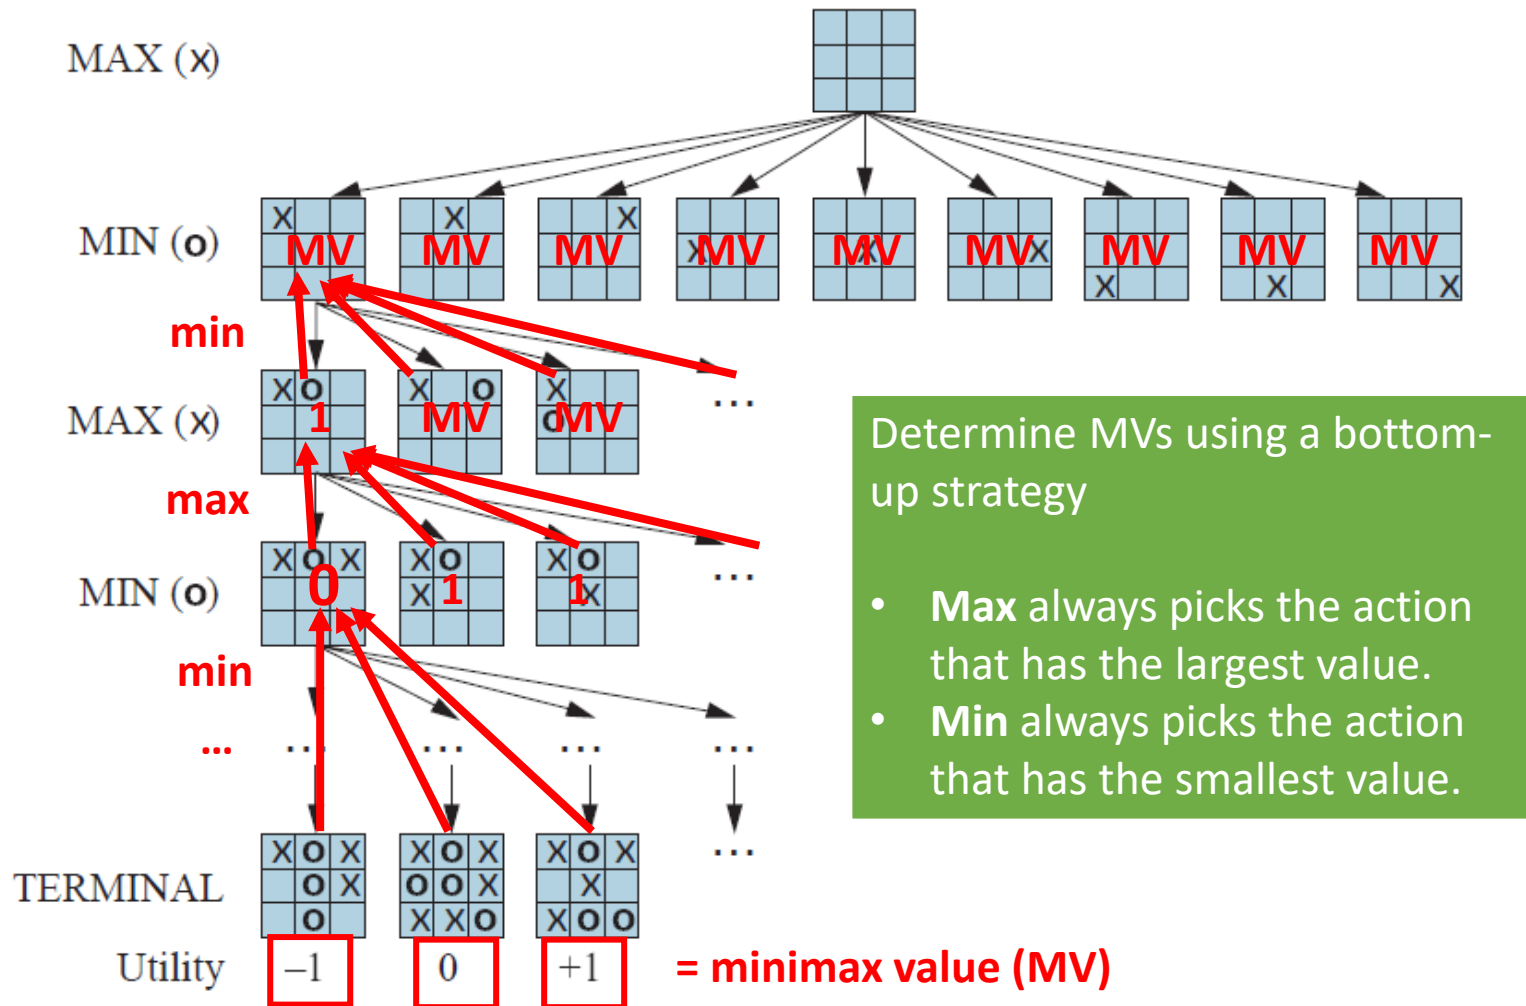 MAX (x)
MIN (o)
X X X X X X X X X
MV MV MV MV MV MV MV MV MV
min
MAX (x)
X O X O X
1 MV O MV ...
max
MIN (o)
X O X X O X O
0 X 1 1 X ...
min
... ... ... ... ...
TERMINAL
X O X X O X X O X ...
O X O O X X
O X X O X O O
Utility –1 0 +1 = minimax value (MV)
Determine MVs using a bottom-
up strategy
• Max always picks the action
that has the largest value.
• Min always picks the action
that has the smallest value.